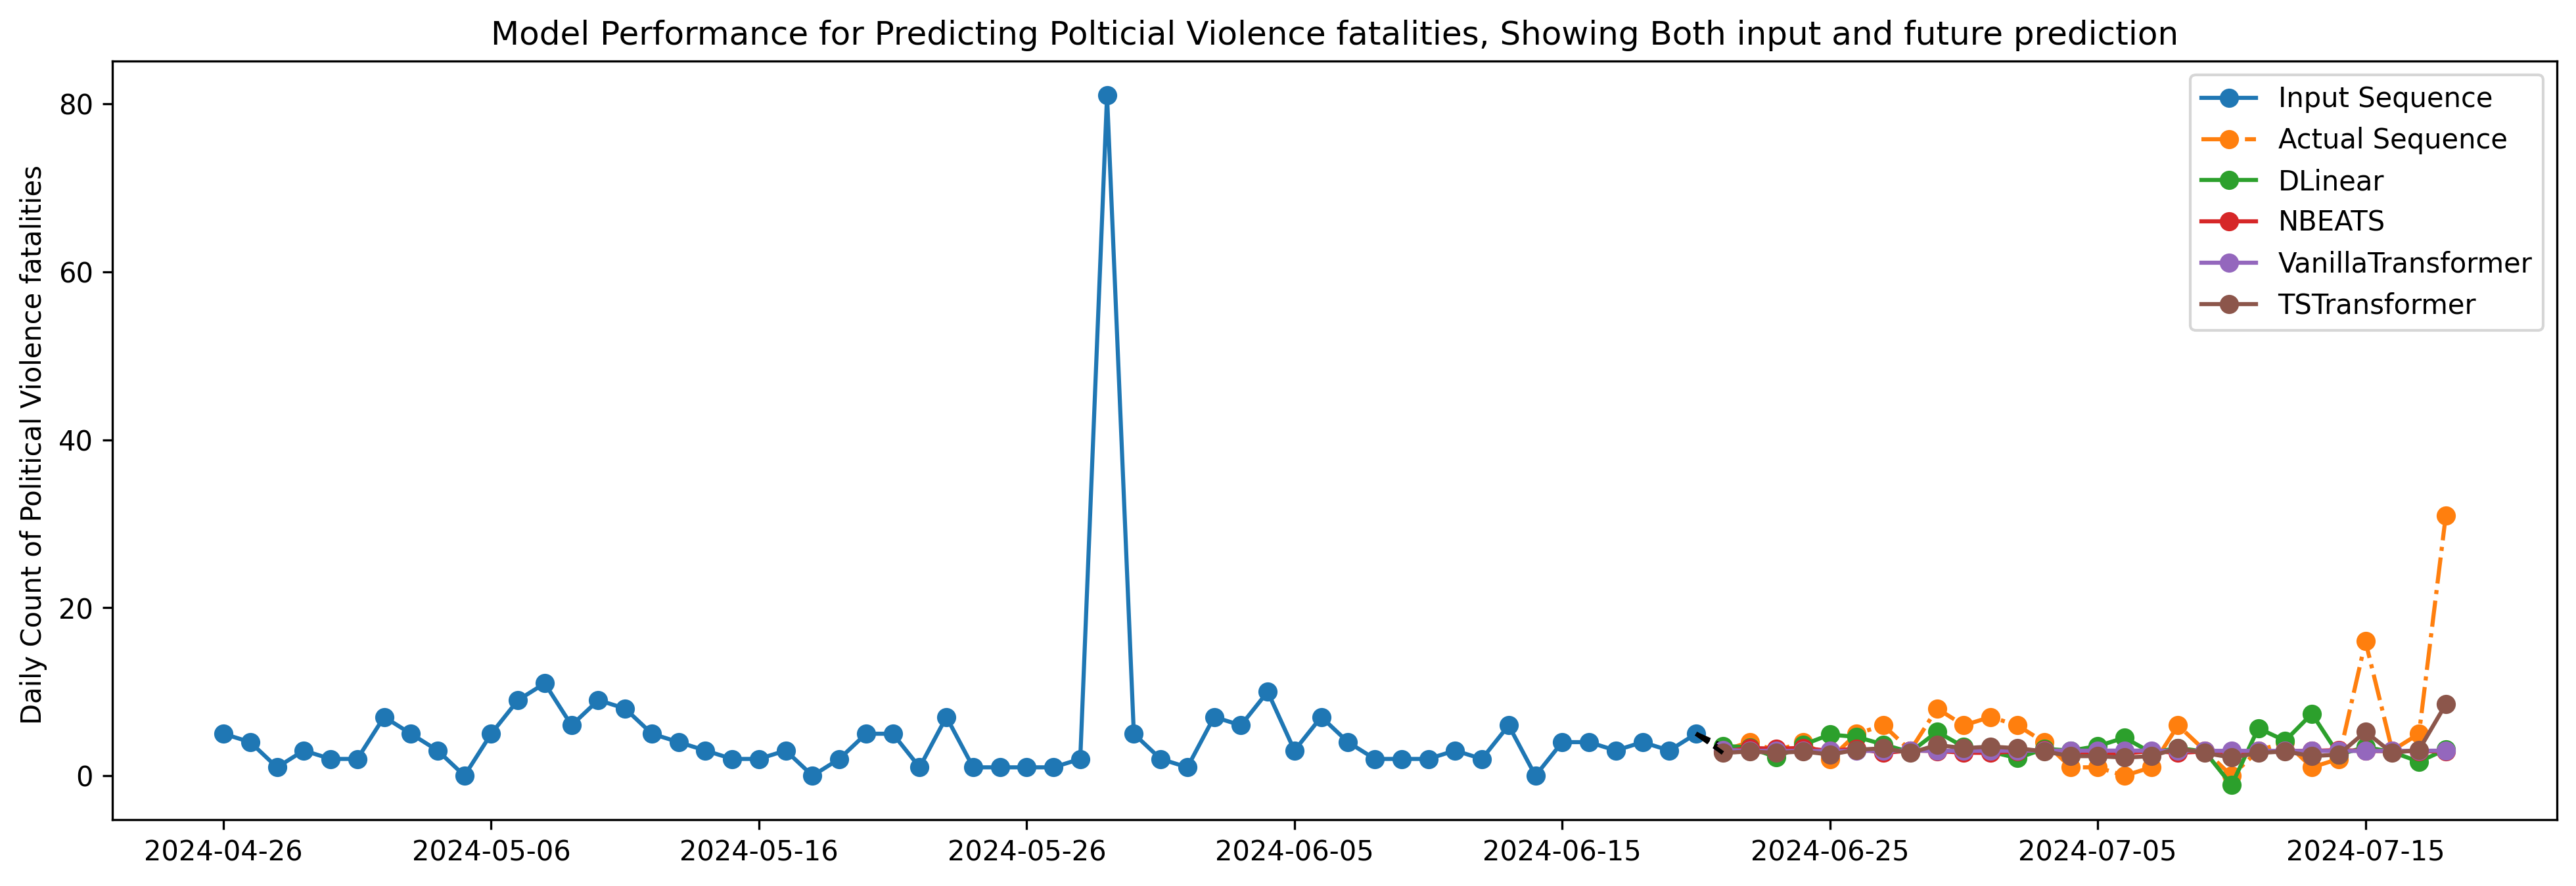 Model Performance for Predicting Polticial Violence fatalities, Showing Both input and future prediction
Daily Count of Political Violence fatalities
80
60
40
20
0
Input Sequence
Actual Sequence
DLinear
NBEATS
VanillaTransformer
TSTransformer
2024-04-26 2024-05-06 2024-05-16 2024-05-26 2024-06-05 2024-06-15 2024-06-25 2024-07-05 2024-07-15